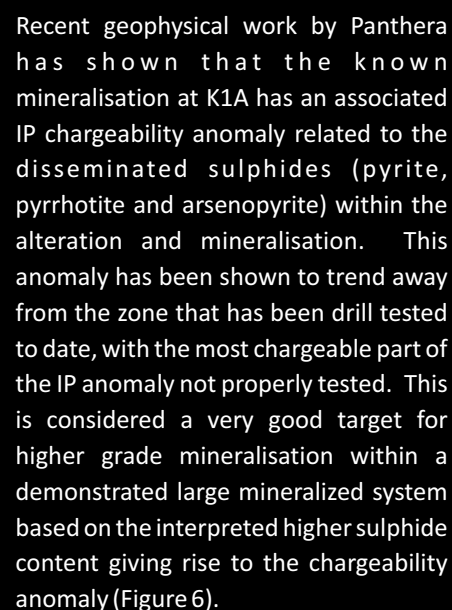 Recent geophysical work by Panthera
has shown that the known
mineralisation at K1A has an associated
IP chargeability anomaly related to the
disseminated sulphides (pyrite,
pyrrhotite and arsenopyrite) within the
alteration and mineralisation. This
anomaly has been shown to trend away
from the zone that has been drill tested
to date, with the most chargeable part of
the IP anomaly not properly tested. This
is considered a very good target for
higher grade mineralisation within a
demonstrated large mineralized system
based on the interpreted higher sulphide
content giving rise to the chargeability
anomaly (Figure 6).